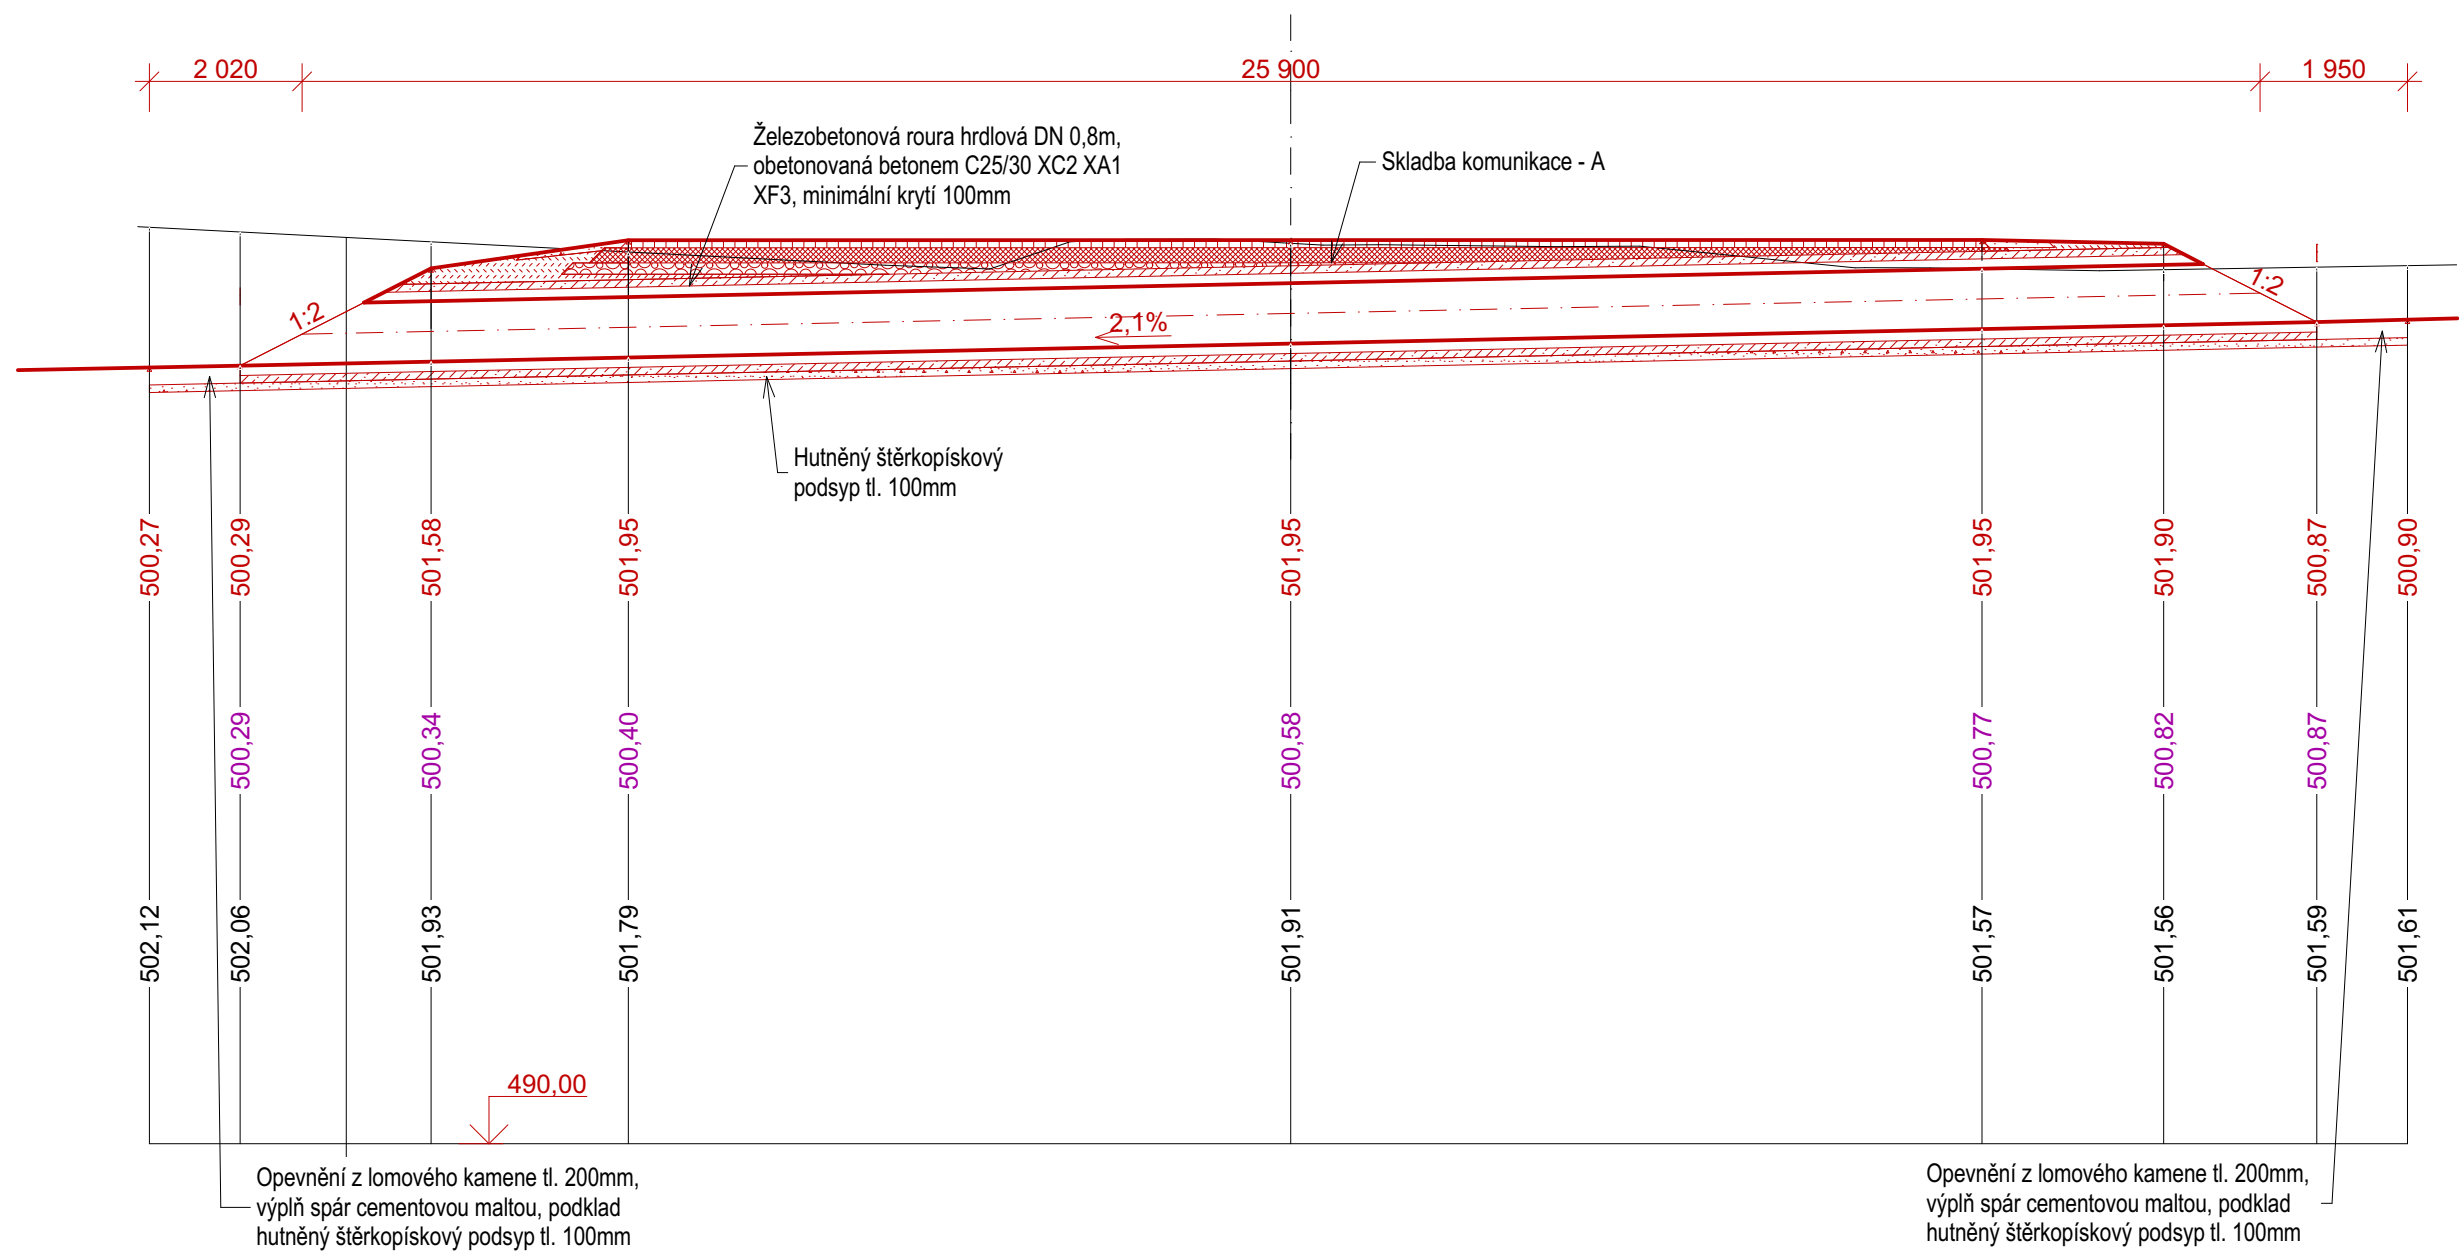 2 020
25 900
1 950
Železobetonová roura hrdlová DN 0,8m,
obetonovaná betonem C25/30 XC2 XA1
XF3, minimální krytí 100mm
Skladba komunikace - A
1:2
1:2
2,1%
Hutněný štěrkopískový
podsyp tl. 100mm
500,27
500,29
501,58
501,95
501,95
501,95
501,90
500,87
500,90
500,29
500,34
500,40
500,58
500,77
500,82
500,87
502,12
502,06
501,93
501,79
501,91
501,57
501,56
501,59
501,61
490,00
Opevnění z lomového kamene tl. 200mm,
výplň spár cementovou maltou, podklad
hutněný štěrkopískový podsyp tl. 100mm
Opevnění z lomového kamene tl. 200mm,
výplň spár cementovou maltou, podklad
hutněný štěrkopískový podsyp tl. 100mm